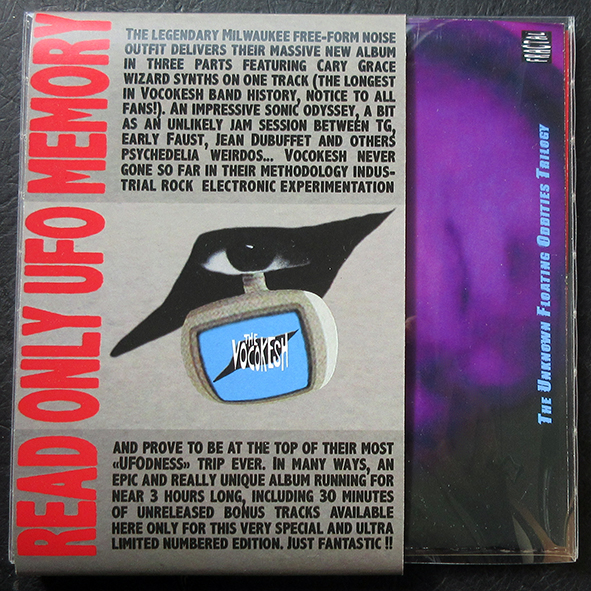 READ ONLY UFO MEMORY
The legendary Milwaukee free-form noise
outfit delivers their massive new album
in three parts featuring Cary Grace
wizard synths on one track (the longest
in Vocokesh band history, notice to all
fans!). An impressive sonic odyssey, a bit
as an unlikely jam session between TG,
early Faust, Jean Dubuffet and others
psychedelia weirdos... Vocokesh never
gone so far in their methodology indus-
trial rock electronic experimentation
THE
VOCOKESH
and prove to be at the top of their most
«UFOdness» trip ever. In many ways, an
epic and really unique album running for
near 3 hours long, including 30 minutes
of unreleased bonus tracks available
here only for this very special and ultra
limited numbered edition. Just fantastic !!
FRACTAL
The Unknown Floating Oddities Trilogy